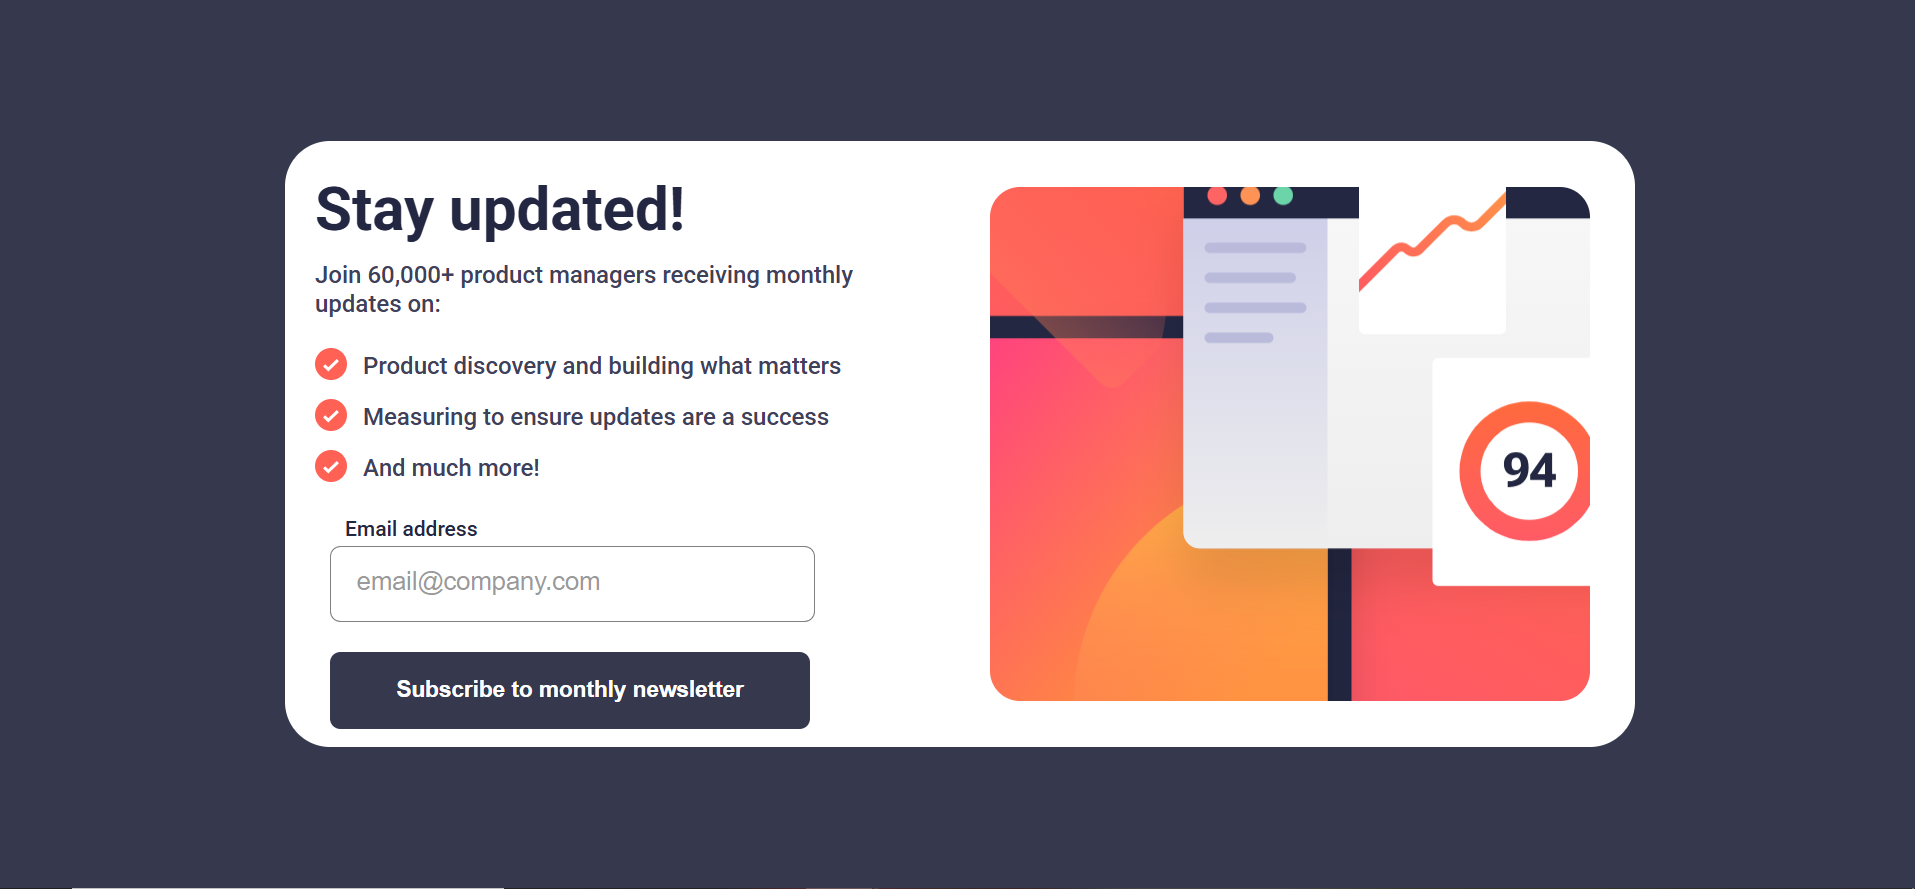 Stay updated!
Join 60,000+ product managers receiving monthly
updates on:
Product discovery and building what matters
Measuring to ensure updates are a success
And much more!
Email address
email@company.com
Subscribe to monthly newsletter
94